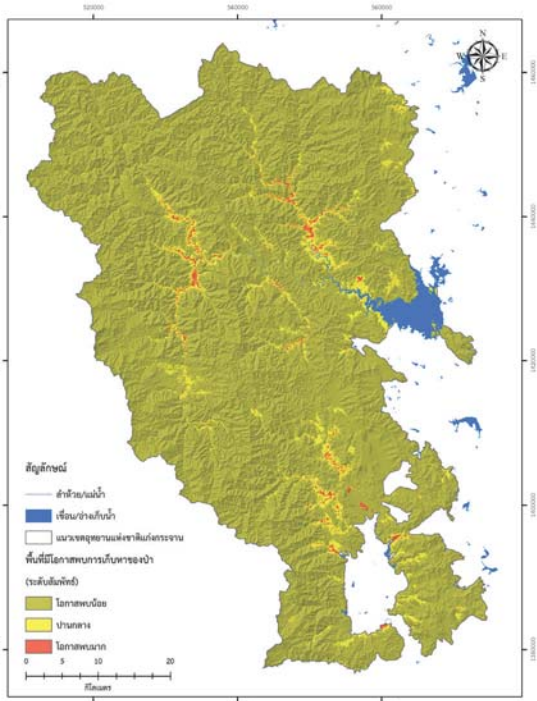 520000
540000
560000
N
W
E
S
1460000
1440000
1420000
1400000
1380000
สัญลักษณ์
ลำห้วย/แม่น้ำ
เขื่อน/อ่างเก็บน้ำ
แนวเขตอุทยานแห่งชาติแก่งกระจาน
พื้นที่มีโอกาสพบการเก็บหาของป่า
(ระดับสัมพัทธ์)
โอกาสพบน้อย
ปานกลาง
โอกาสพบมาก
0 5 10 20
กิโลเมตร